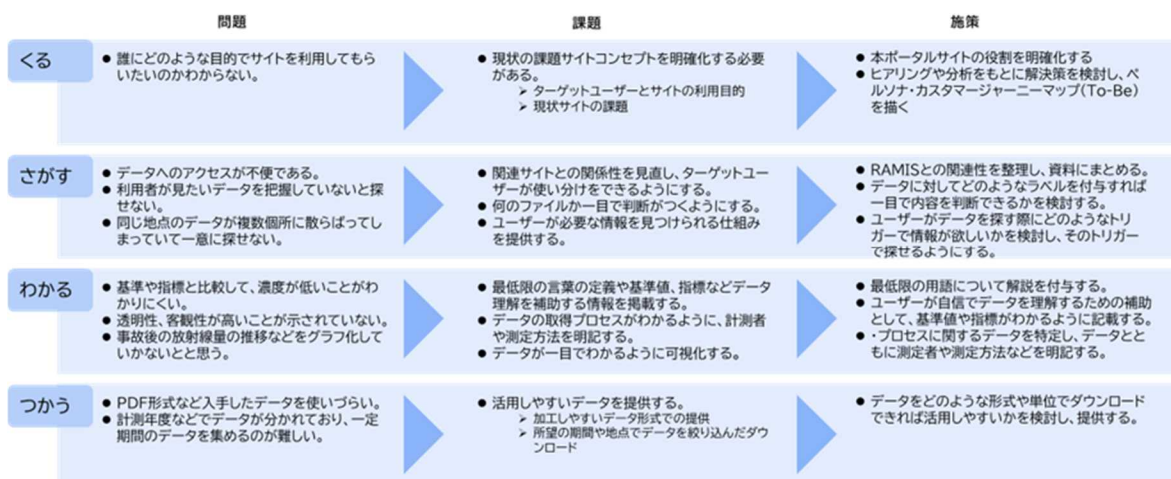 問題
課題
施策
くる
● 誰にどのような目的でサイトを利用してもら
いたいのかわからない。
● 現状の課題サイトコンセプトを明確化する必要
がある。
➢ ターゲットユーザーとサイトの利用目的
➢ 現状サイトの課題
● 本ポータルサイトの役割を明確化する
● ヒアリングや分析をもとに解決策を検討し、ペ
ルソナ・カスタマージャーニーマップ(To-Be)
を描く
さがす
● データへのアクセスが不便である。
● 利用者が見たいデータを把握していないと探
せない。
● 同じ地点のデータが複数個所に散らばってし
まっていて一意に探せない。
● 関連サイトとの関係性を見直し、ターゲットユー
ザーが使い分けをできるようにする。
● 何のファイルか一目で判断がつくようにする。
● ユーザーが必要な情報を見つけられる仕組み
を提供する。
● RAMISとの関連性を整理し、資料にまとめる。
● データに対してどのようなラベルを付与すれば
一目で内容を判断できるかを検討する。
● ユーザーがデータを探す際にどのようなトリ
ガーで情報が欲しいかを検討し、そのトリガー
で探せるようにする。
わかる
● 基準や指標と比較して、濃度が低いことがわ
かりにくい。
● 透明性、客観性が高いことが示されていない。
● 事故後の放射線量の推移などをグラフ化して
いかないとと思う。
● 最低限の言葉の定義や基準値、指標などデータ
理解を補助する情報を掲載する。
● データの取得プロセスがわかるように、計測者
や測定方法を明記する。
● データが一目でわかるように可視化する。
● 最低限の用語について解説を付与する。
● ユーザーが自信でデータを理解するための補助
として、基準値や指標がわかるように記載する。
● ・プロセスに関するデータを特定し、データとと
もに測定者や測定方法などを明記する。
つかう
● PDF形式など入手したデータを使いづらい。
● 計測年度などでデータが分かれており、一定
期間のデータを集めるのが難しい。
● 活用しやすいデータを提供する。
➢ 加工しやすいデータ形式での提供
➢ 所望の期間や地点でデータを絞り込んだダウ
ンロード
● データをどのような形式や単位でダウンロード
できれば活用しやすいかを検討し、提供する。